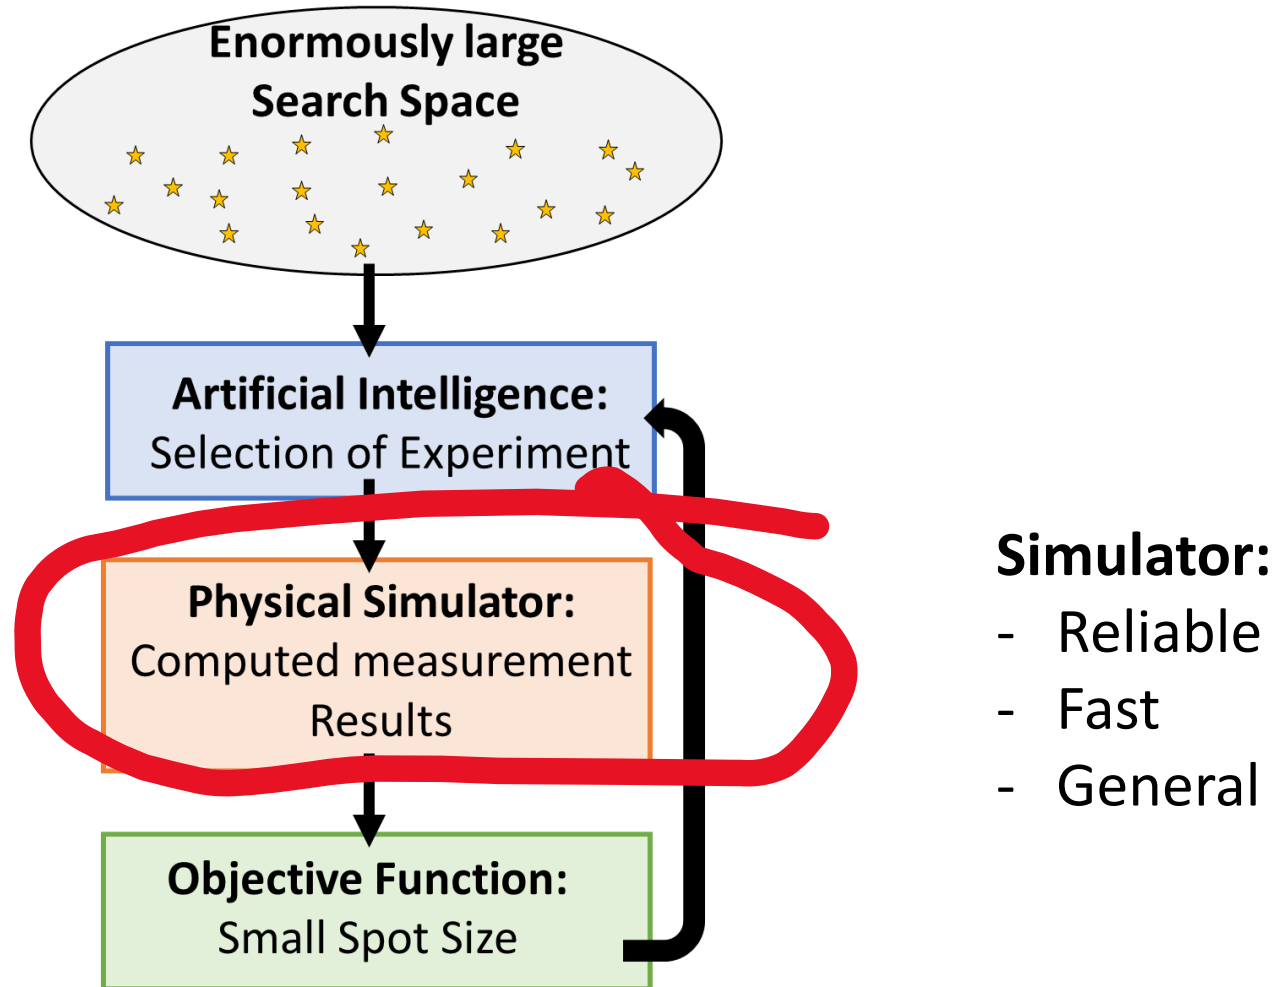 Enormously large
Search Space
Artificial Intelligence:
Selection of Experiment
Physical Simulator:
Computed measurement
Results
Objective Function:
Small Spot Size
Simulator:
- Reliable
- Fast
- General